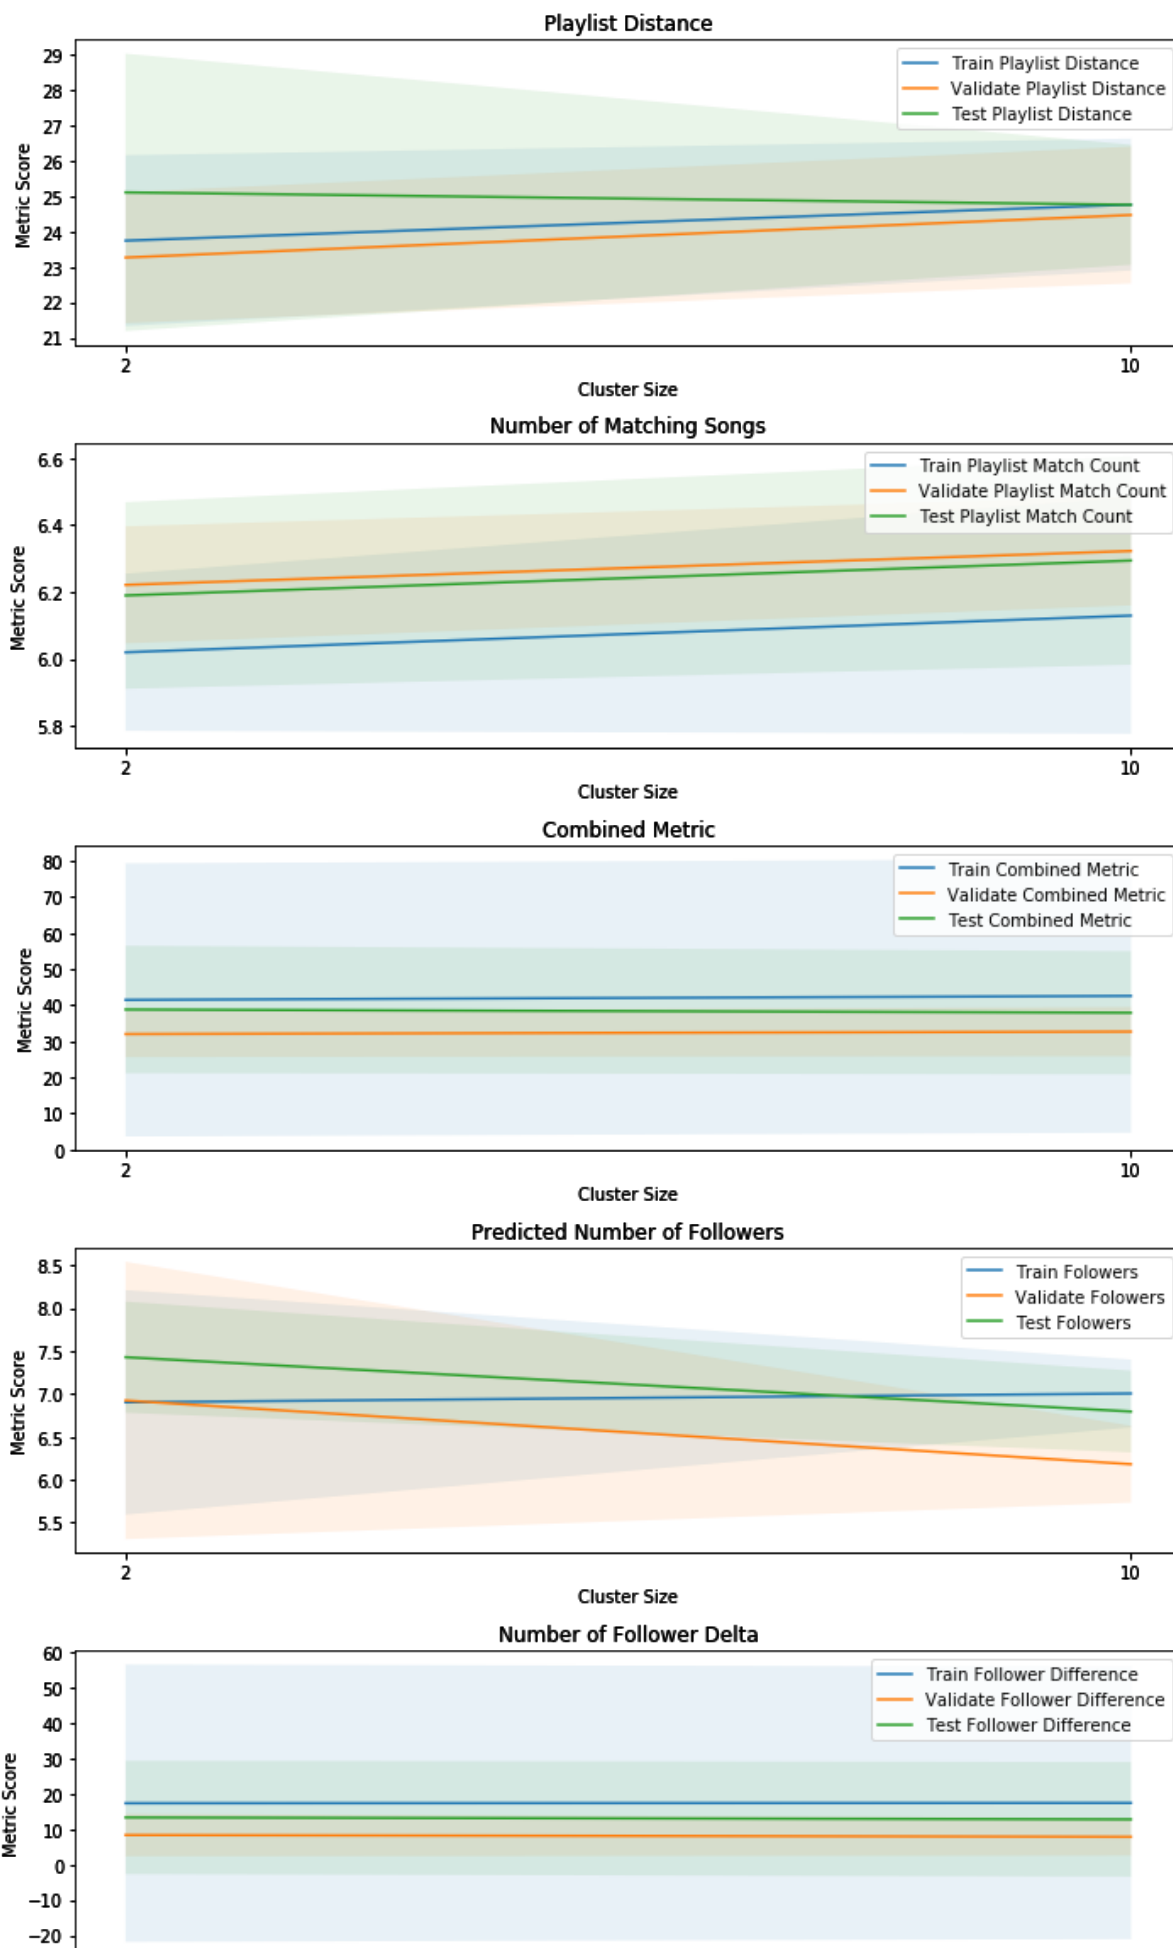 Playlist Distance
29
28
27
26
25
24
23
22
21
Metric Score
Train Playlist Distance
Validate Playlist Distance
Test Playlist Distance
2
10
Cluster Size
Number of Matching Songs
6.6
6.4
6.2
6.0
5.8
Metric Score
Train Playlist Match Count
Validate Playlist Match Count
Test Playlist Match Count
2
10
Cluster Size
Combined Metric
80
70
60
50
40
30
20
10
0
Metric Score
Train Combined Metric
Validate Combined Metric
Test Combined Metric
2
10
Cluster Size
Predicted Number of Followers
8.5
8.0
7.5
7.0
6.5
6.0
5.5
Metric Score
Train Folowers
Validate Folowers
Test Folowers
2
10
Cluster Size
Number of Follower Delta
60
50
40
30
20
10
0
−10
−20
Metric Score
Train Follower Difference
Validate Follower Difference
Test Follower Difference